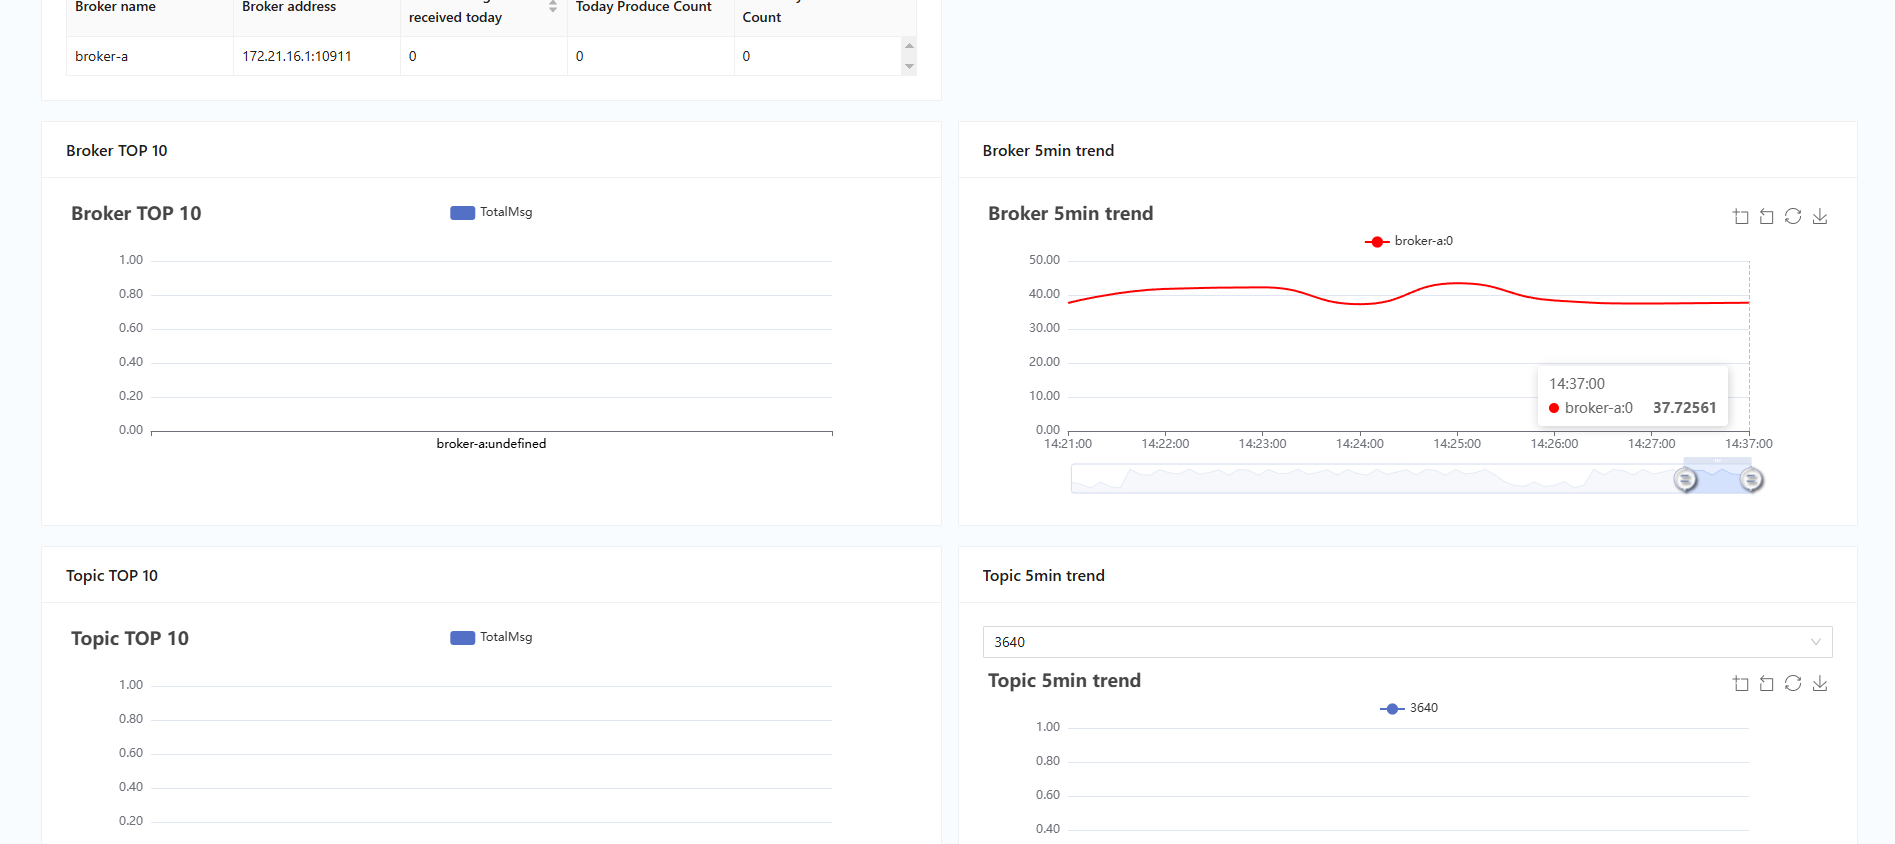 Broker name
Broker address
received today
Today Produce Count
Count
broker-a
172.21.16.1:10911
0
0
0
Broker TOP 10
Broker TOP 10
TotalMsg
1.00
0.80
0.60
0.40
0.20
0.00
broker-a:undefined
Broker 5min trend
Broker 5min trend
broker-a:0
50.00
40.00
30.00
20.00
10.00
0.00
14:21:00
14:22:00
14:23:00
14:24:00
14:25:00
14:26:00
14:27:00
14:37:00
14:37:00
broker-a:0 37.72561
Topic TOP 10
Topic TOP 10
TotalMsg
1.00
0.80
0.60
0.40
0.20
Topic 5min trend
3640
Topic 5min trend
3640
1.00
0.80
0.60
0.40